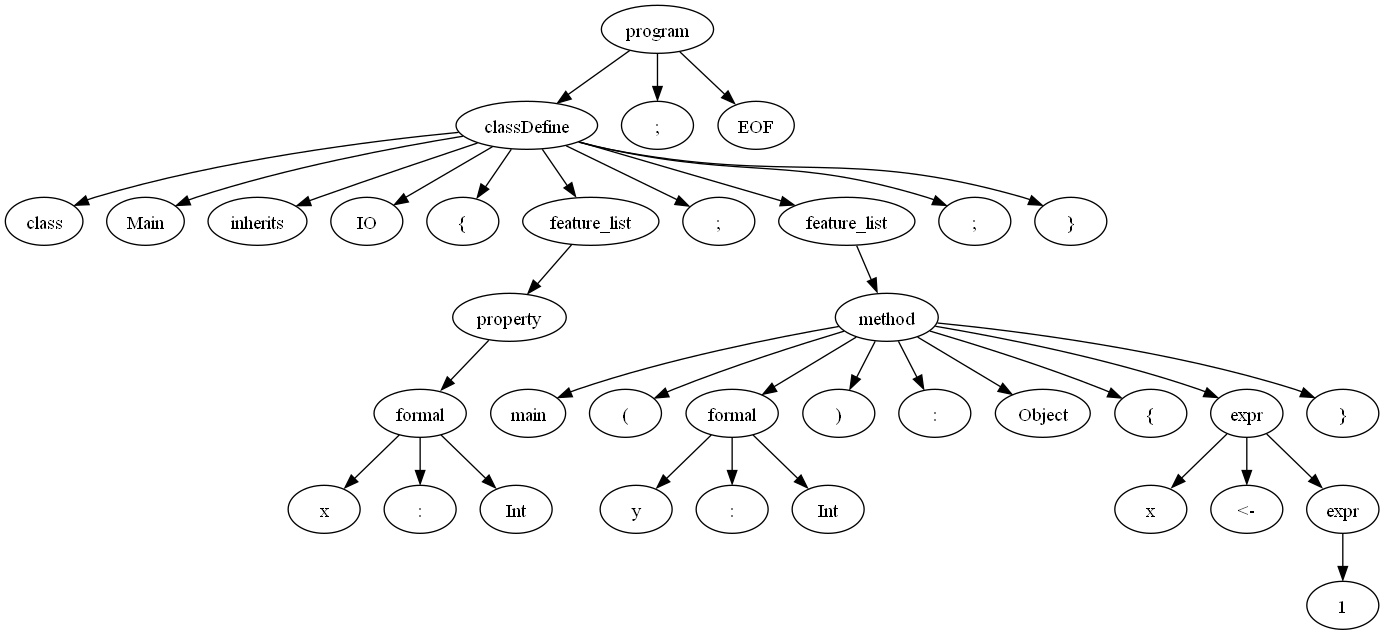 program
classDefine ; EOF
class Main inherits IO { feature_list ; feature_list ; }
property method
formal main ( formal ) : Object { expr }
x : Int y : Int x <- expr
1